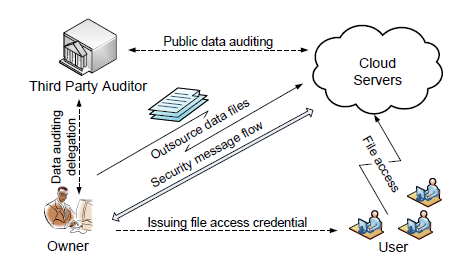 Public data auditing
Cloud
Servers
Third Party Auditor
Data auditing
delegation
Outsource data files
Security message flow
File access
Issuing file access credential
Owner
User